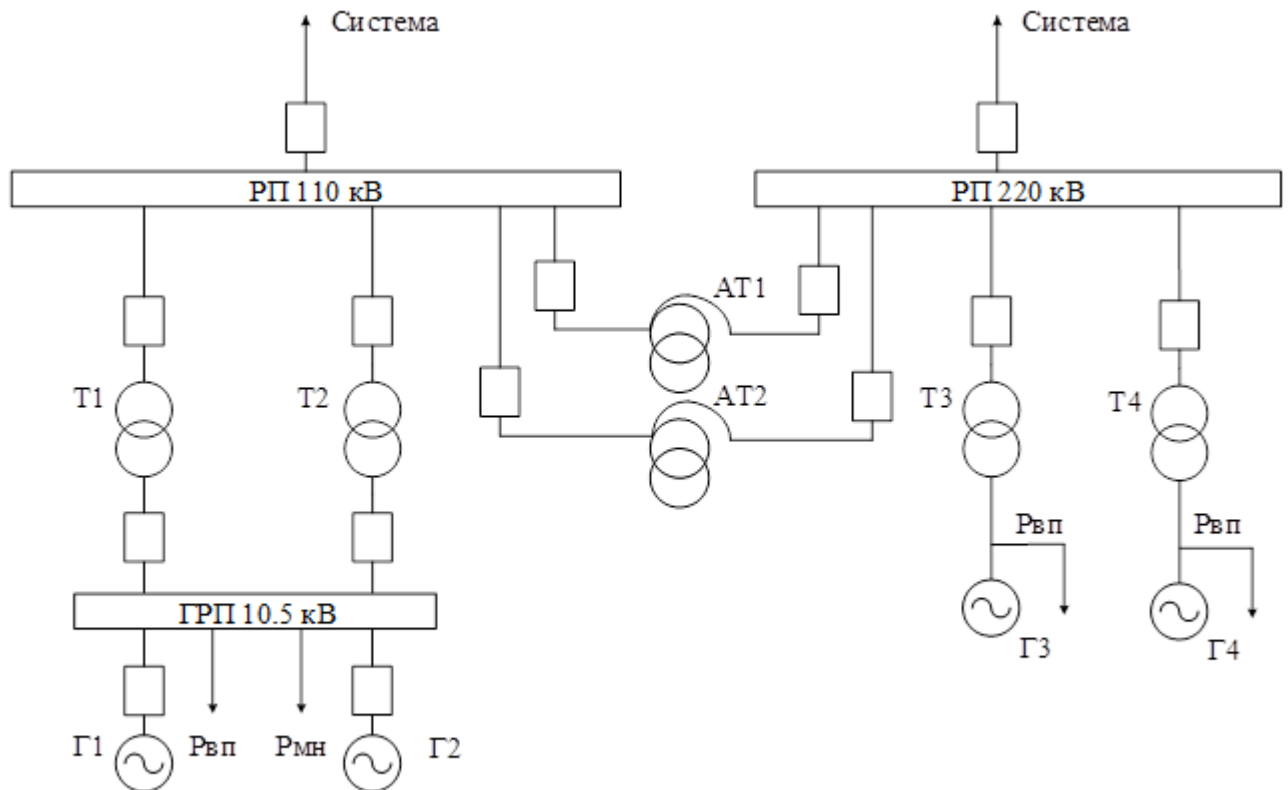 Система
Система
РП 110 кВ
РП 220 кВ
АТ1
Т1
Т2
АТ2
Т3
Т4
Рвп
Рвп
ГРП 10.5 кВ
Г3
Г4
Г1
Рвп
Рмн
Г2